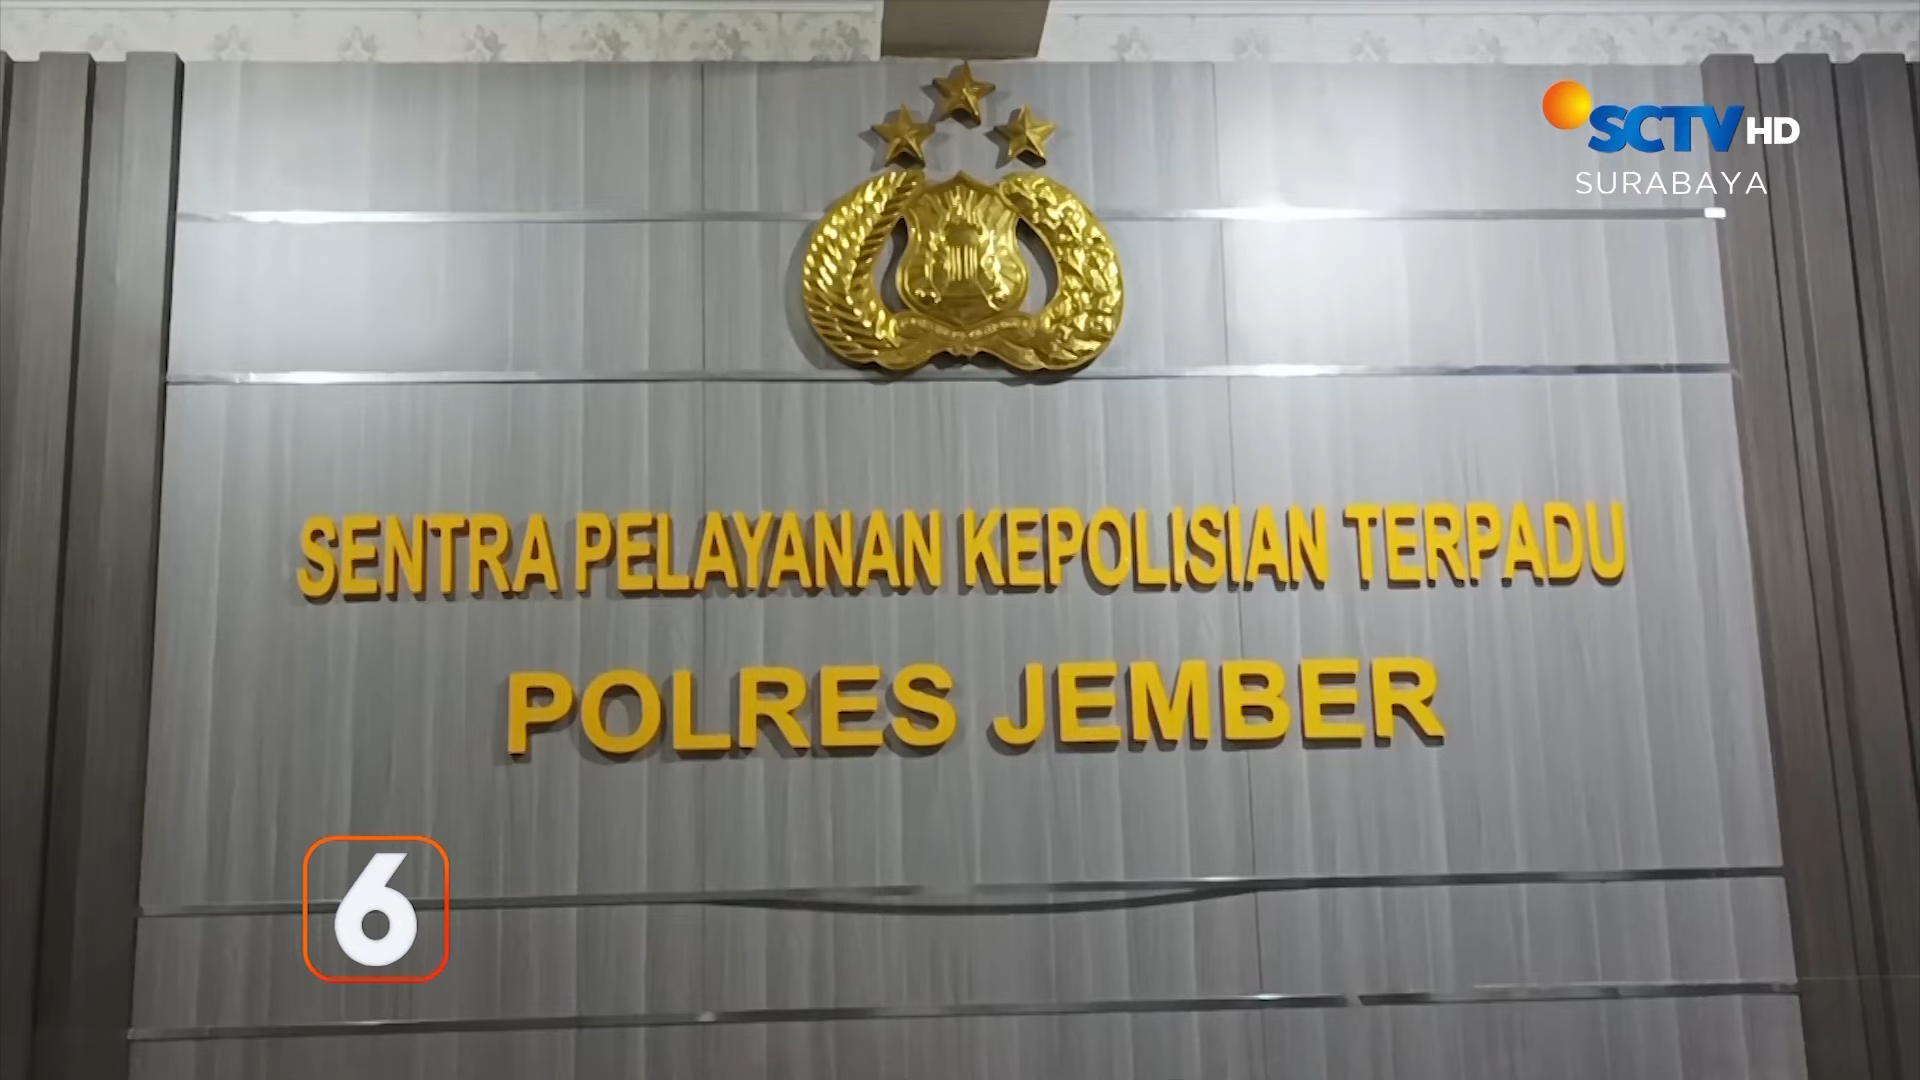 SCTV HD
SURABAYA
SENTRA PELAYANAN KEPOLISIAN TERPADU
POLRES JEMBER
6